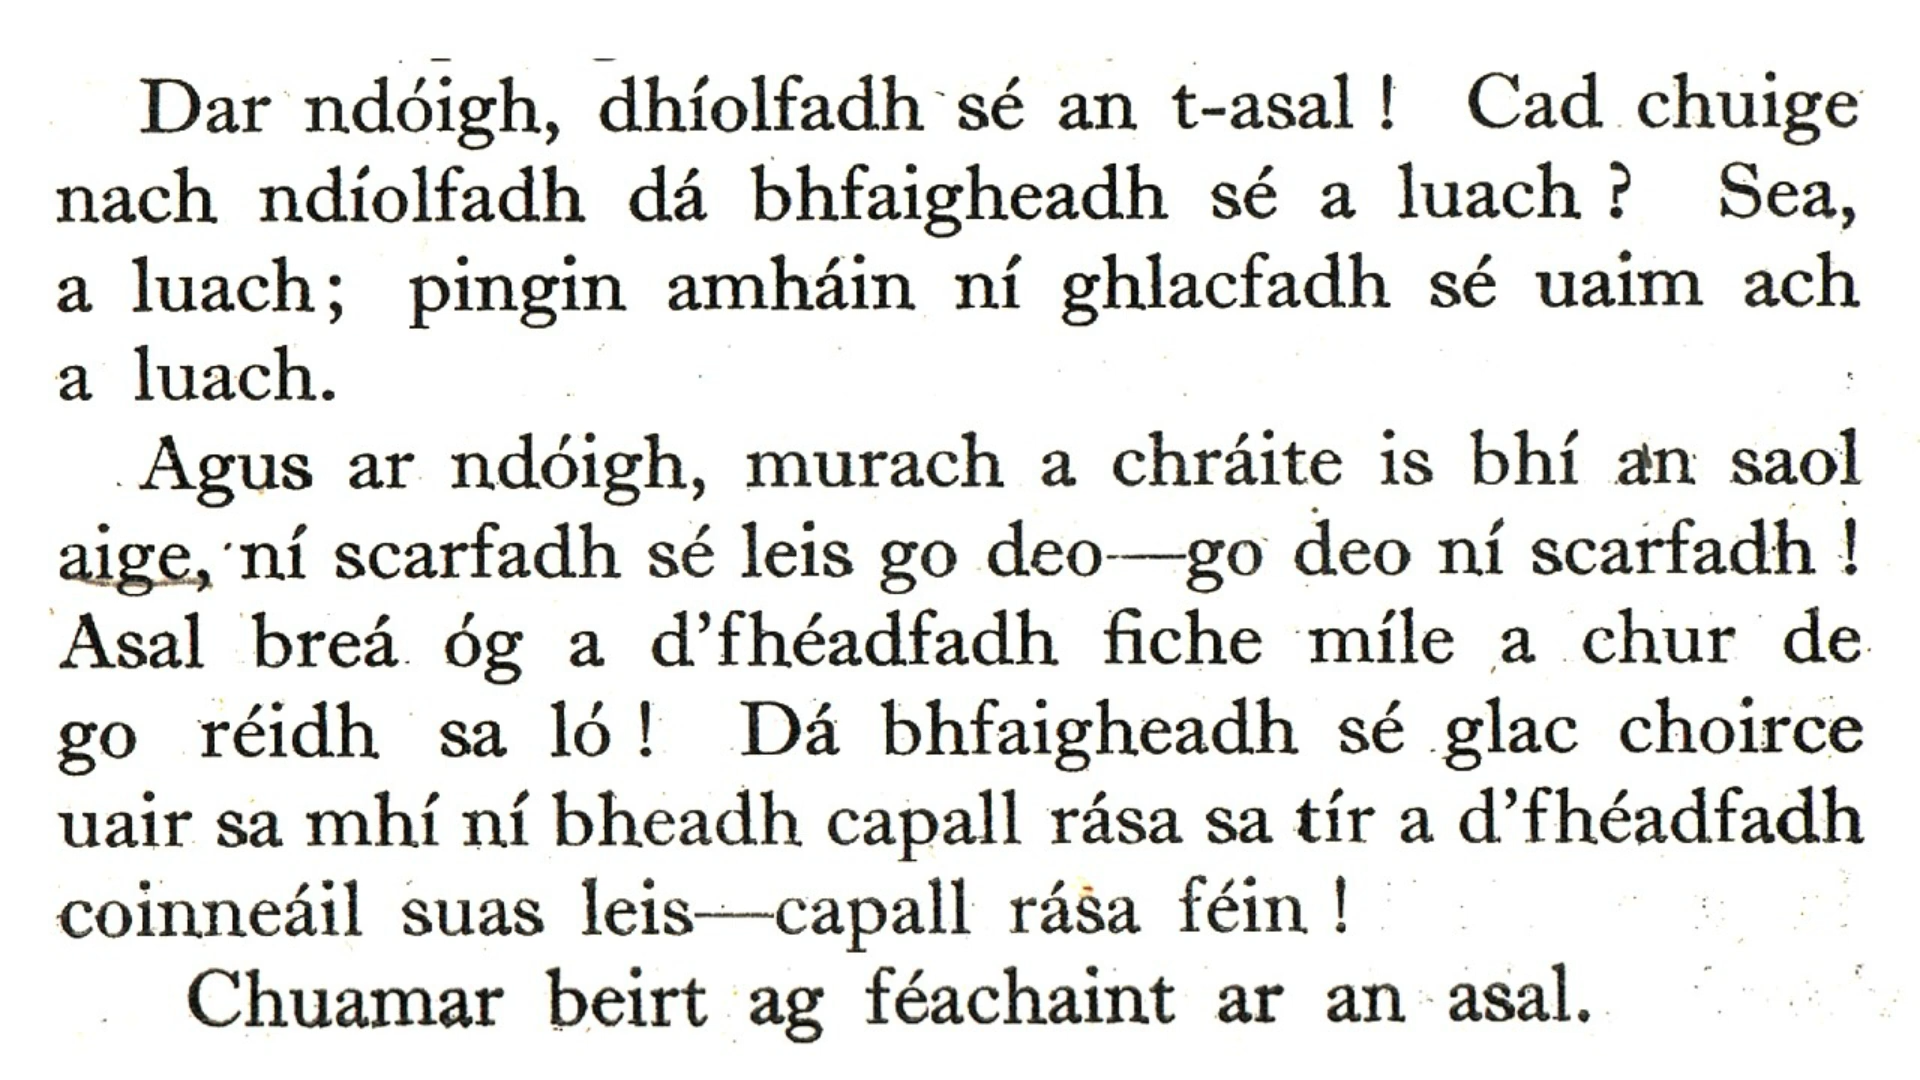 Dar ndóigh, dhíolfadh sé an t-asal ! Cad chuige
nach ndíolfadh dá bhfaigheadh sé a luach ? Sea,
a luach; pingin amháin ní ghlacfadh sé uaim ach
a luach.
Agus ar ndóigh, murach a chráite is bhí an saol
aige, ní scarfadh sé leis go deo—go deo ní scarfadh !
Asal breá óg a d’fhéadfadh fiche míle a chur de
go réidh sa ló ! Dá bhfaigheadh sé glac choirce
uair sa mhí ní bheadh capall rása sa tír a d’fhéadfadh
coinneáil suas leis—capall rása féin !
Chuamar beirt ag féachaint ar an asal.